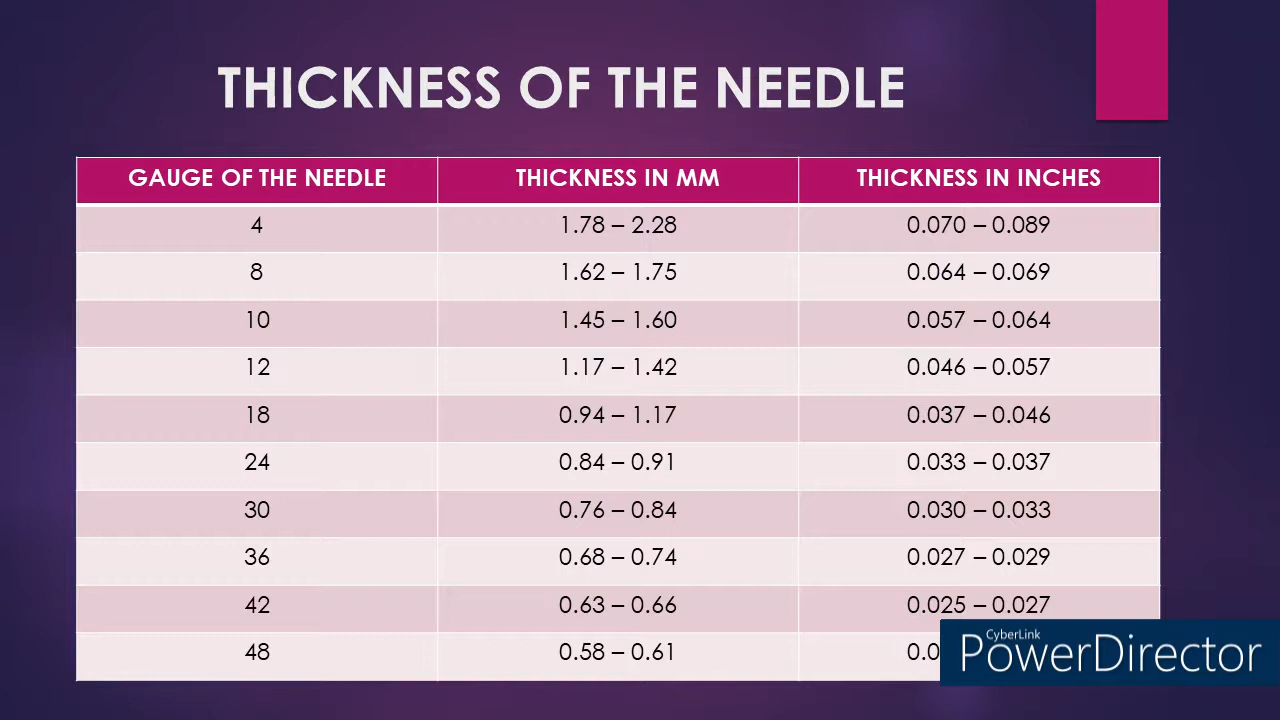 THICKNESS OF THE NEEDLE
GAUGE OF THE NEEDLE THICKNESS IN MM THICKNESS IN INCHES
4 1.78 – 2.28 0.070 – 0.089
8 1.62 – 1.75 0.064 – 0.069
10 1.45 – 1.60 0.057 – 0.064
12 1.17 – 1.42 0.046 – 0.057
18 0.94 – 1.17 0.037 – 0.046
24 0.84 – 0.91 0.033 – 0.037
30 0.76 – 0.84 0.030 – 0.033
36 0.68 – 0.74 0.027 – 0.029
42 0.63 – 0.66 0.025 – 0.027
48 0.58 – 0.61
CyberLink
PowerDirector